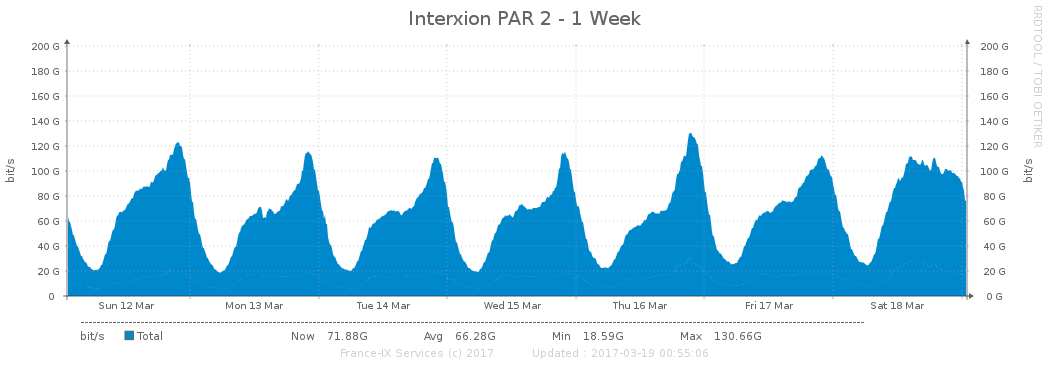 Interxion PAR 2 - 1 Week
RRDTOOL / TOBI OETIKER
200 G 200 G
180 G 180 G
160 G 160 G
140 G 140 G
120 G 120 G
100 G 100 G
80 G 80 G
60 G 60 G
40 G 40 G
20 G 20 G
0 0 G
bit/s
bit/s
Sun 12 Mar Mon 13 Mar Tue 14 Mar Wed 15 Mar Thu 16 Mar Fri 17 Mar Sat 18 Mar
bit/s Total Now 71.88G Avg 66.28G Min 18.59G Max 130.66G
France-IX Services (c) 2017 Updated : 2017-03-19 00:55:06